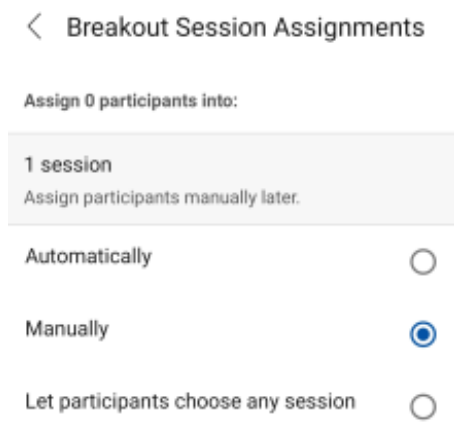 Breakout Session Assignments
Assign 0 participants into:
1 session
Assign participants manually later.
Automatically
Manually
Let participants choose any session